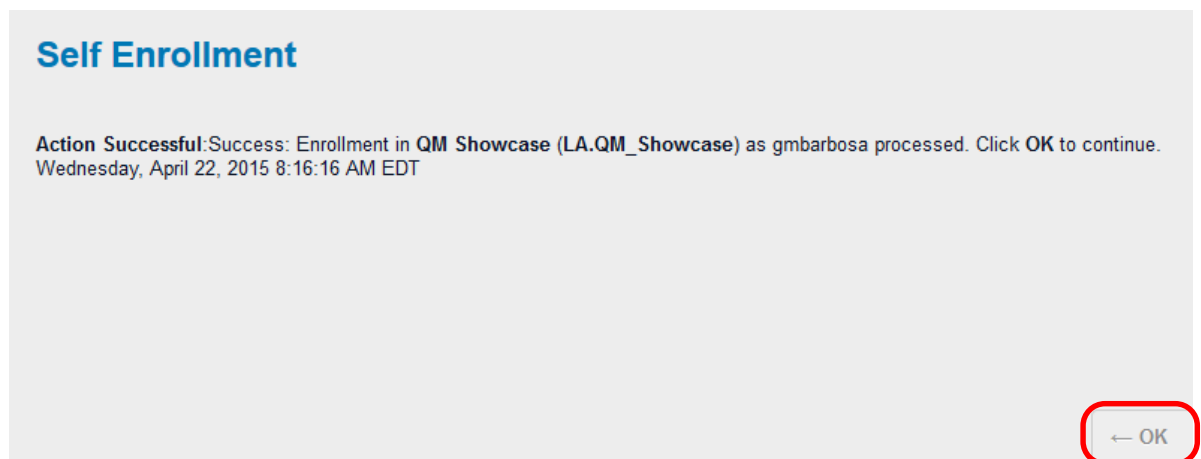 Self Enrollment
Action Successful:Success: Enrollment in QM Showcase (LA.QM_Showcase) as gmbarbosa processed. Click OK to continue.
Wednesday, April 22, 2015 8:16:16 AM EDT
← OK